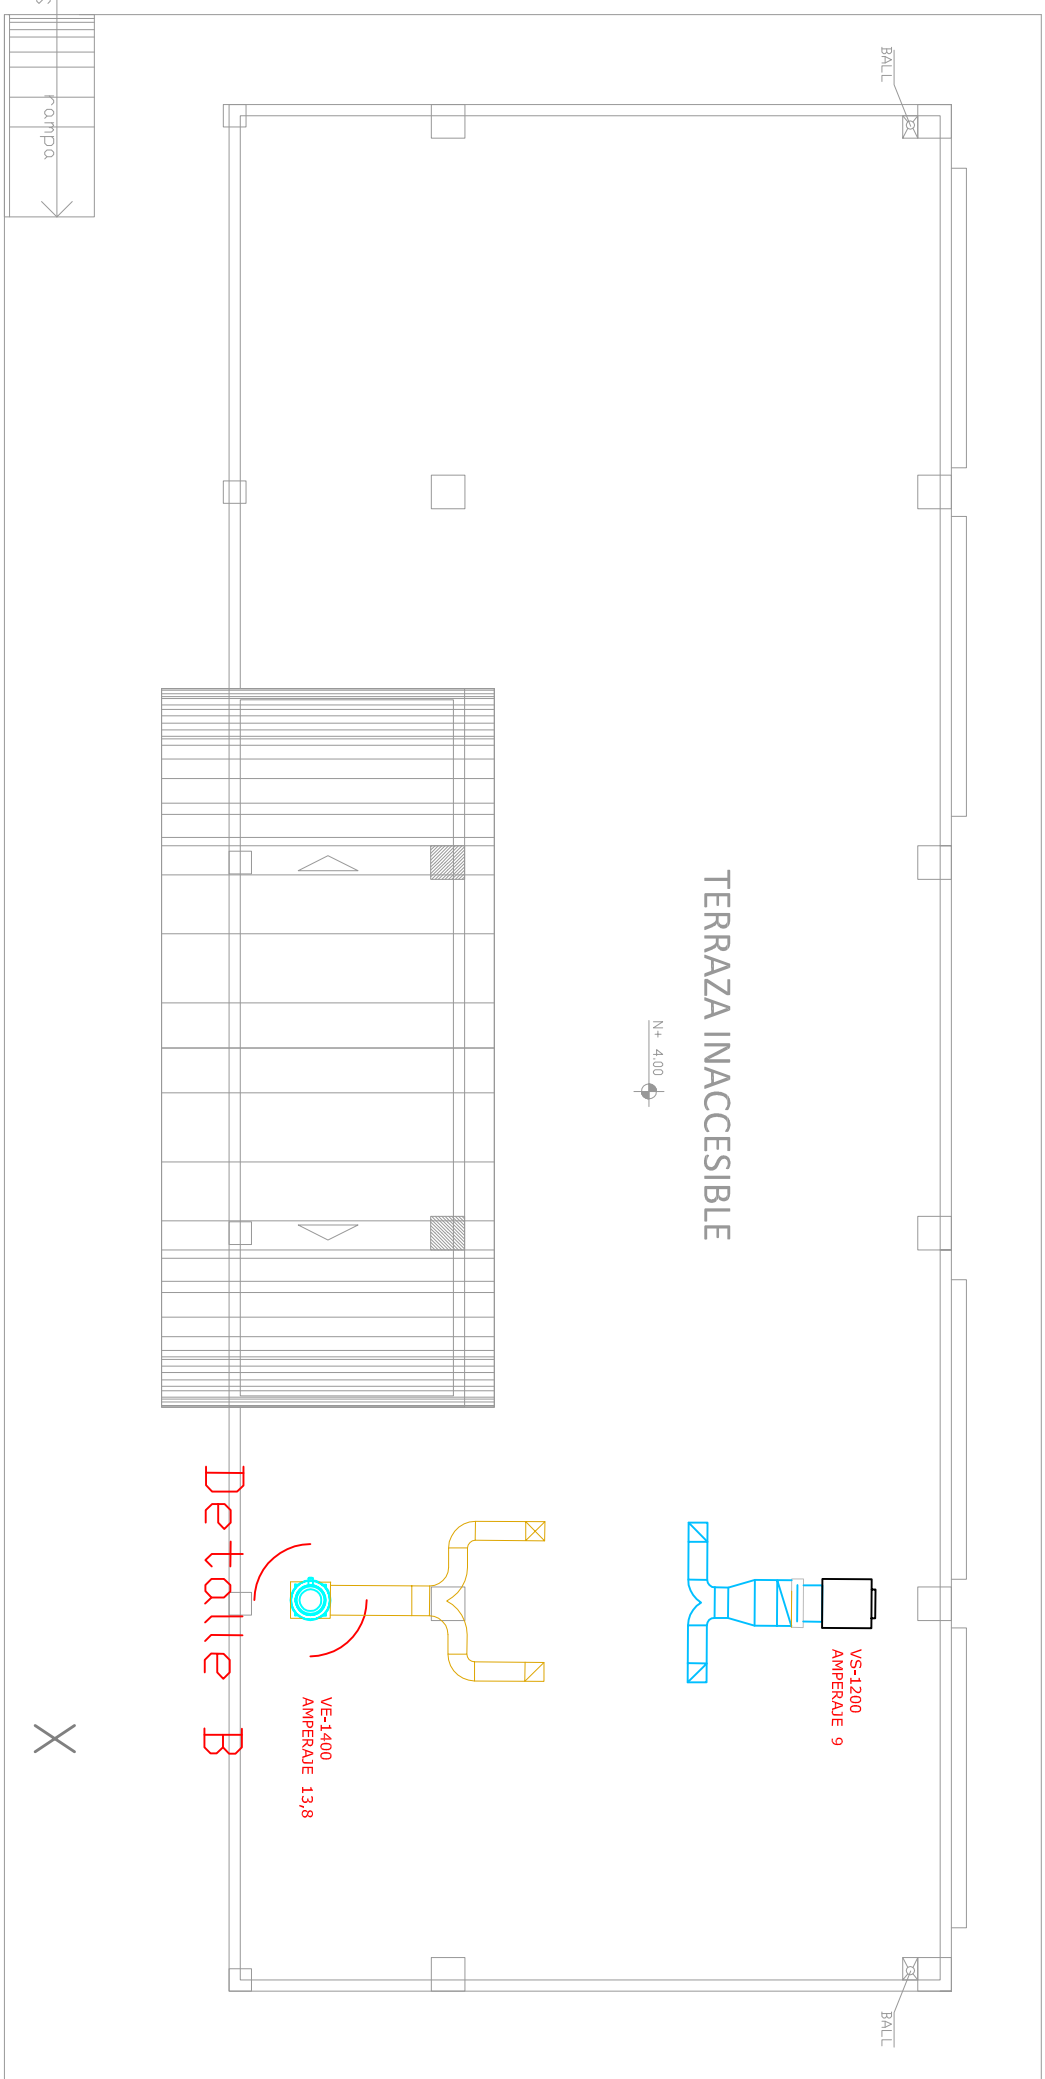 s
rampa
BALL
TERRAZA INACCESIBLE
N+ 4.00
VS-1200
AMPERAJE 9
VE-1400
AMPERAJE 13,8
Detalle B
BALL